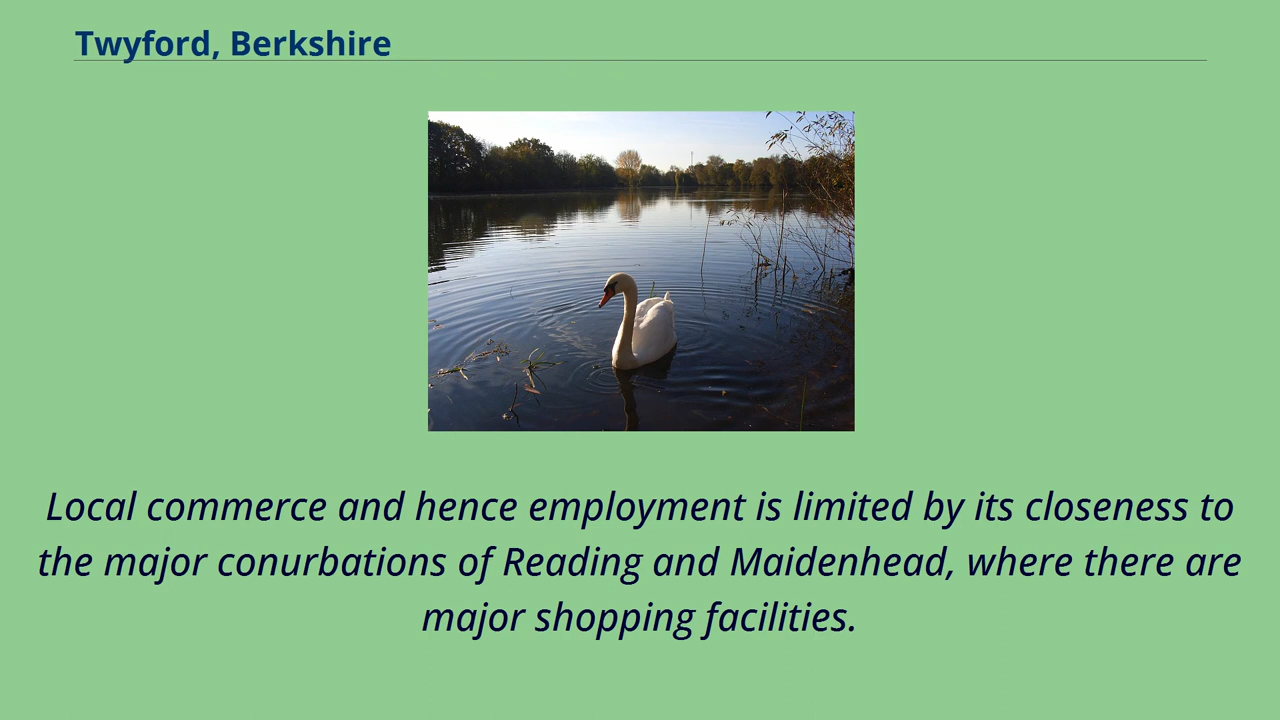 Twyford, Berkshire
Local commerce and hence employment is limited by its closeness to
the major conurbations of Reading and Maidenhead, where there are
major shopping facilities.